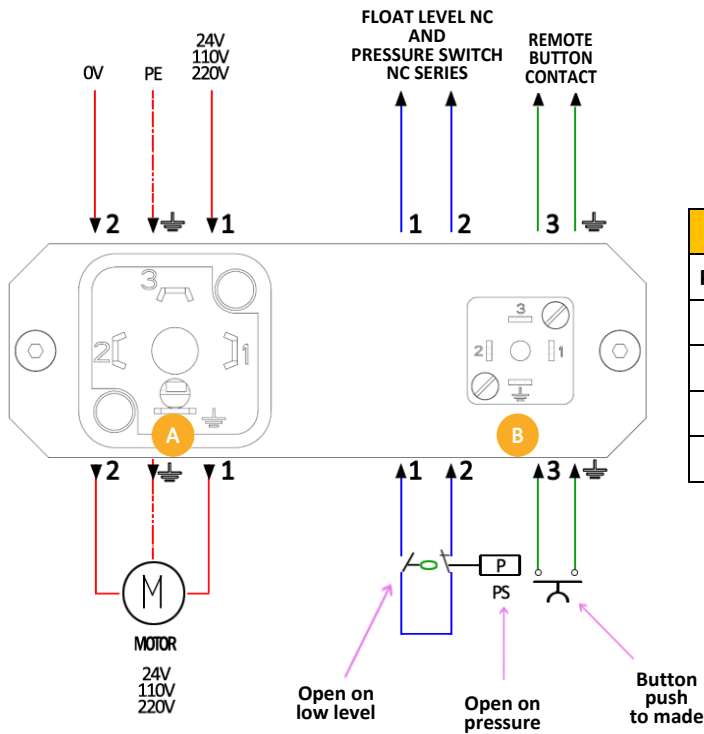 FLOAT LEVEL NC
AND
PRESSURE SWITCH
NC SERIES
REMOTE
BUTTON
CONTACT
0V
PE
24V
110V
220V
2
1
1
2
3
3
2
1
A
3
2
1
B
2
1
1
2
3
M
MOTOR
24V
110V
220V
P
PS
Open on
low level
Open on
pressure
Button
push
to made